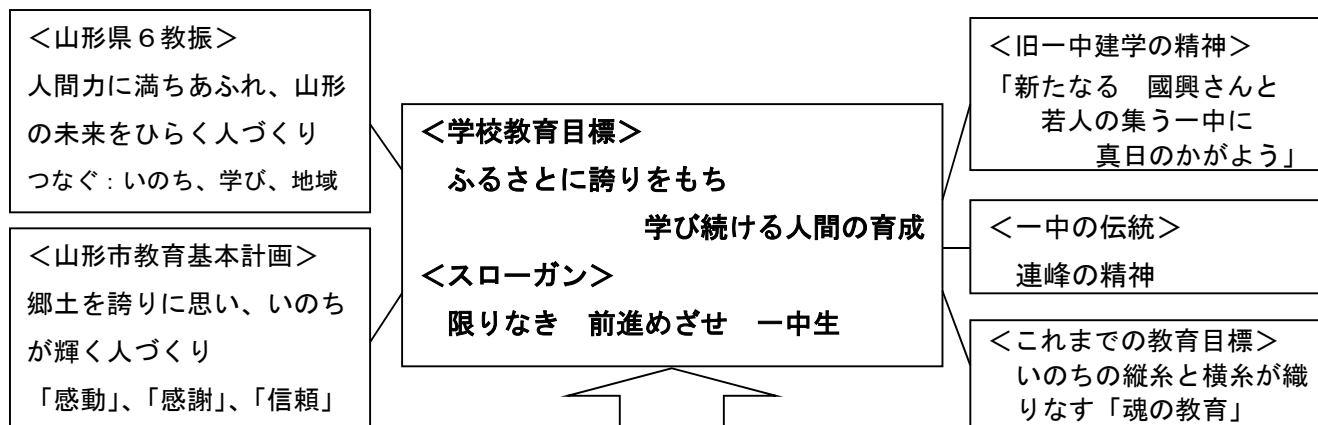 ＜山形県６教振＞
人間力に満ちあふれ、山形
の未来をひらく人づくり
つなぐ：いのち、学び、地域
＜山形市教育基本計画＞
郷土を誇りに思い、いのち
が輝く人づくり
「感動」、「感謝」、「信頼」
＜学校教育目標＞
ふるさとに誇りをもち
学び続ける人間の育成
＜スローガン＞
限りなき　前進めざせ　一中生
＜旧一中建学の精神＞
「新たなる　國興さんと
若人の集う一中に
真日のかがよう」
＜一中の伝統＞
連峰の精神
＜これまでの教育目標＞
いのちの縦糸と横糸が織
りなす「魂の教育」